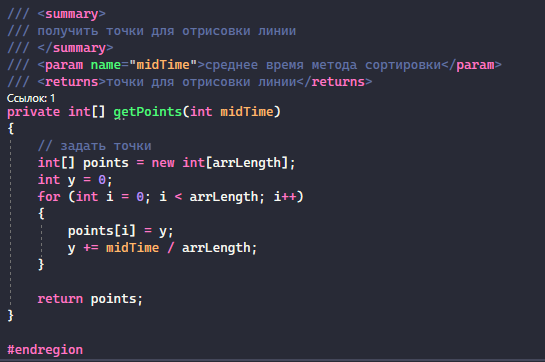 /// <summary>
/// получить точки для отрисовки линии
/// </summary>
/// <param name="midTime">среднее время метода сортировки</param>
/// <returns>точки для отрисовки линии</returns>
Ссылок: 1
private int[] getPoints(int midTime)
{
    // задать точки
    int[] points = new int[arrLength];
    int y = 0;
    for (int i = 0; i < arrLength; i++)
    {
        points[i] = y;
        y += midTime / arrLength;
    }

    return points;
}

#endregion